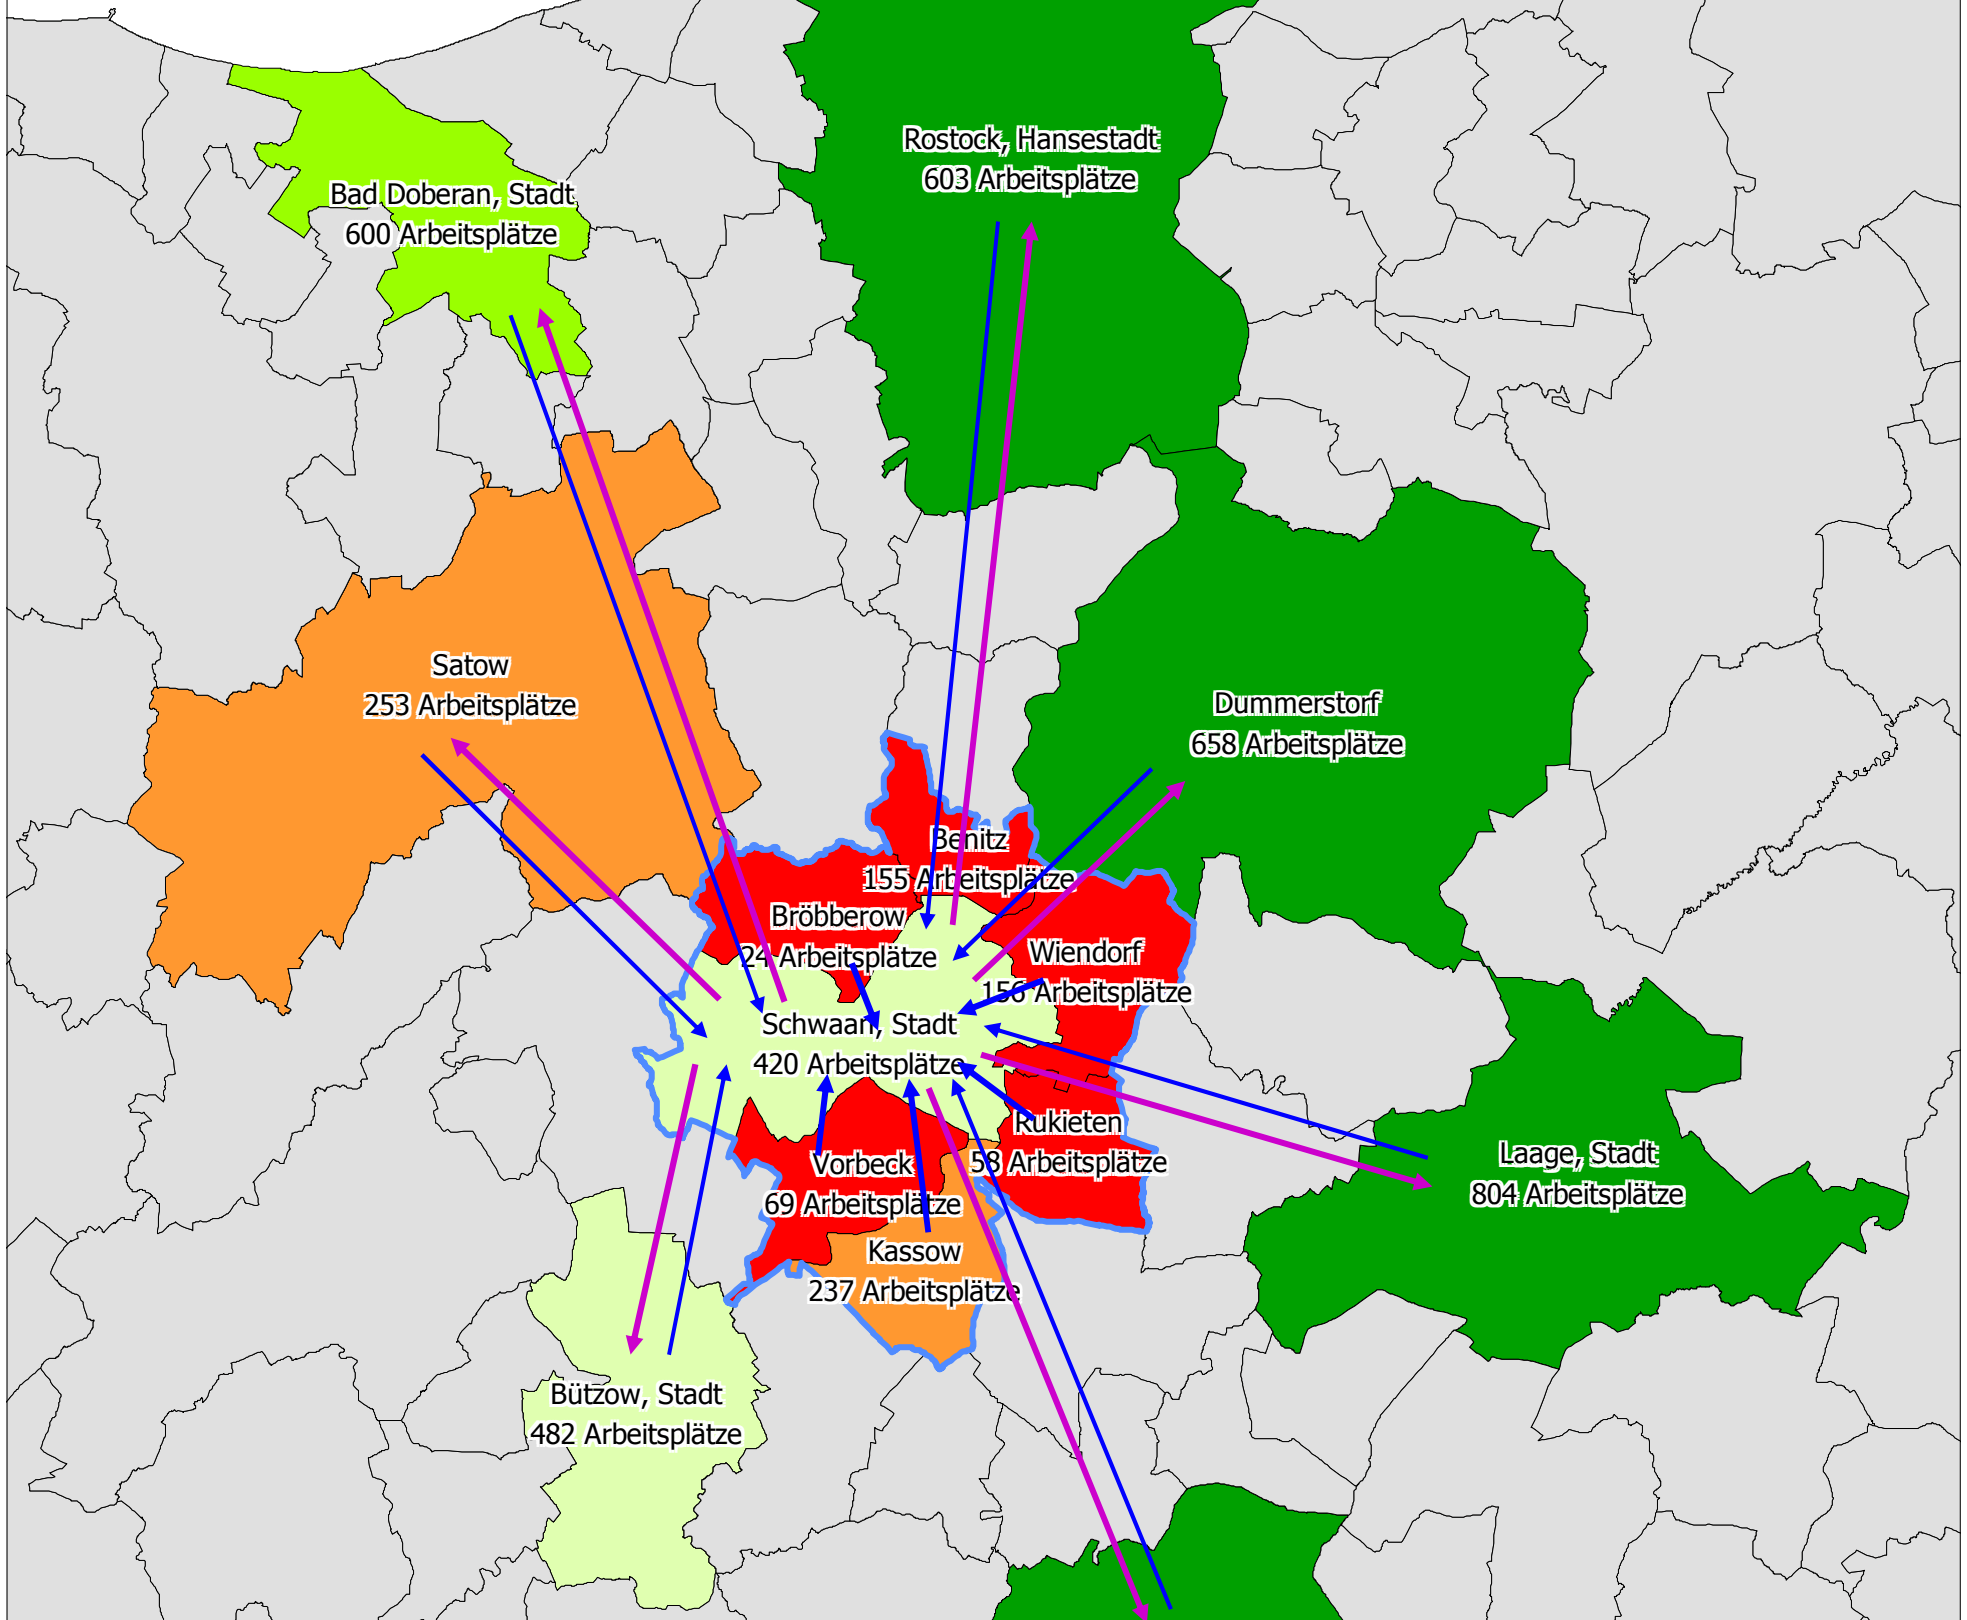 Rostock, Hansestadt
603 Arbeitsplätze
Bad Doberan, Stadt
600 Arbeitsplätze
Satow
253 Arbeitsplätze
Dummerstorf
658 Arbeitsplätze
Benitz
155 Arbeitsplätze
Bröbberow
24 Arbeitsplätze
Wiendorf
156 Arbeitsplätze
Schwaan, Stadt
420 Arbeitsplätze
Rukieten
58 Arbeitsplätze
Vorbeck
69 Arbeitsplätze
Laage, Stadt
804 Arbeitsplätze
Kassow
237 Arbeitsplätze
Bützow, Stadt
482 Arbeitsplätze